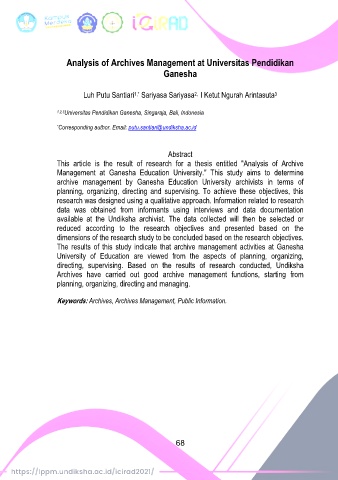 Kampus
Merdeka
iCIRAD
Analysis of Archives Management at Universitas Pendidikan
Ganesha
Luh Putu Santiari1,* Sariyasa Sariyasa2, I Ketut Ngurah Arintasuta3
1,2,3Universitas Pendidikan Ganesha, Singaraja, Bali, Indonesia
*Corresponding author. Email: putu.santiari@undiksha.ac.id
Abstract
This article is the result of research for a thesis entitled "Analysis of Archive
Management at Ganesha Education University." This study aims to determine
archive management by Ganesha Education University archivists in terms of
planning, organizing, directing and supervising. To achieve these objectives, this
research was designed using a qualitative approach. Information related to research
data was obtained from informants using interviews and data documentation
available at the Undiksha archivist. The data collected will then be selected or
reduced according to the research objectives and presented based on the
dimensions of the research study to be concluded based on the research objectives.
The results of this study indicate that archive management activities at Ganesha
University of Education are viewed from the aspects of planning, organizing,
directing, supervising. Based on the results of research conducted, Undiksha
Archives have carried out good archive management functions, starting from
planning, organizing, directing and managing.
Keywords: Archives, Archives Management, Public Information.
68
https://lppm.undiksha.ac.id/icirad2021/